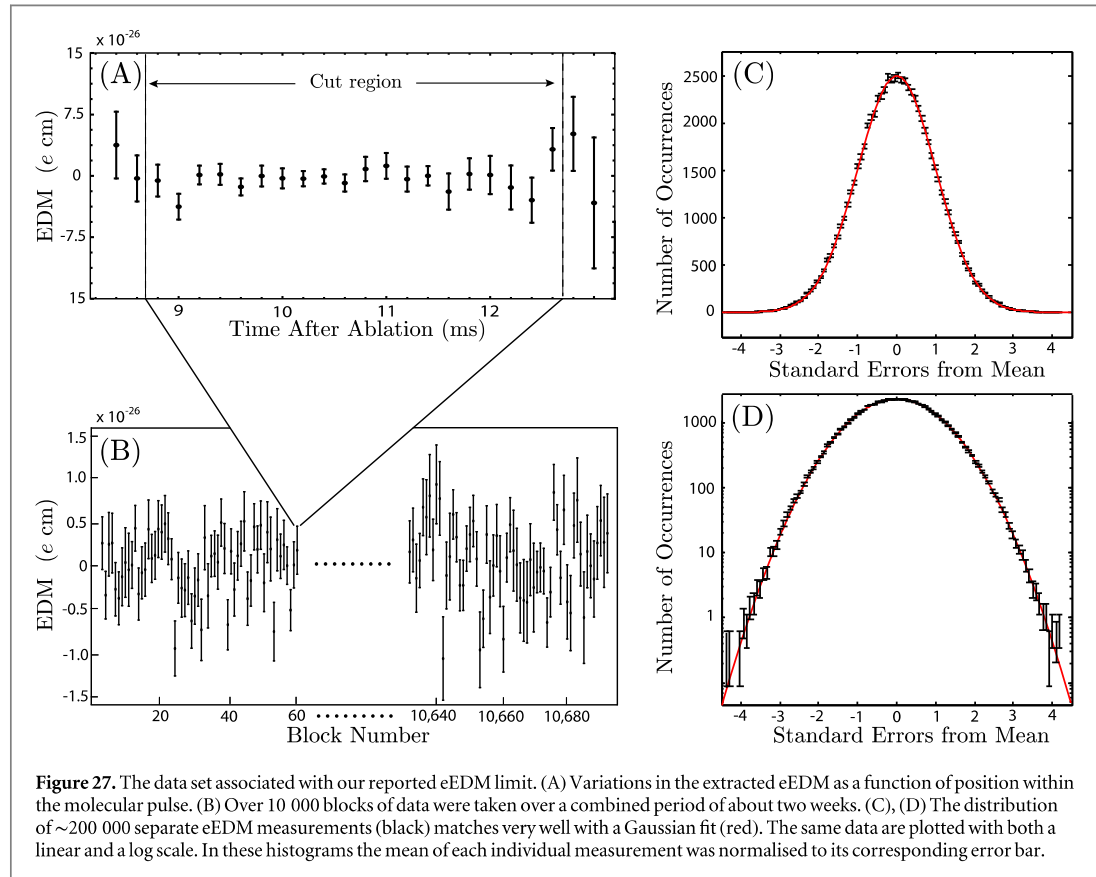 x 10-26
(A)
Cut region
15
7.5
0
-7.5
15
EDM (e cm)
9 10 11 12
Time After Ablation (ms)
x 10-26
(B)
1.5
1.0
0.5
0
-0.5
-1.0
-1.5
EDM (e cm)
20 40 60 10,640 10,660 10,680
Block Number
(C)
2500
2000
1500
1000
500
0
Number of Occurrences
-4 -3 -2 -1 0 1 2 3 4
Standard Errors from Mean
(D)
1000
100
10
1
Number of Occurrences
-4 -3 -2 -1 0 1 2 3 4
Standard Errors from Mean
Figure 27. The data set associated with our reported eEDM limit. (A) Variations in the extracted eEDM as a function of position within
the molecular pulse. (B) Over 10 000 blocks of data were taken over a combined period of about two weeks. (C), (D) The distribution
of ~200 000 separate eEDM measurements (black) matches very well with a Gaussian fit (red). The same data are plotted with both a
linear and a log scale. In these histograms the mean of each individual measurement was normalised to its corresponding error bar.